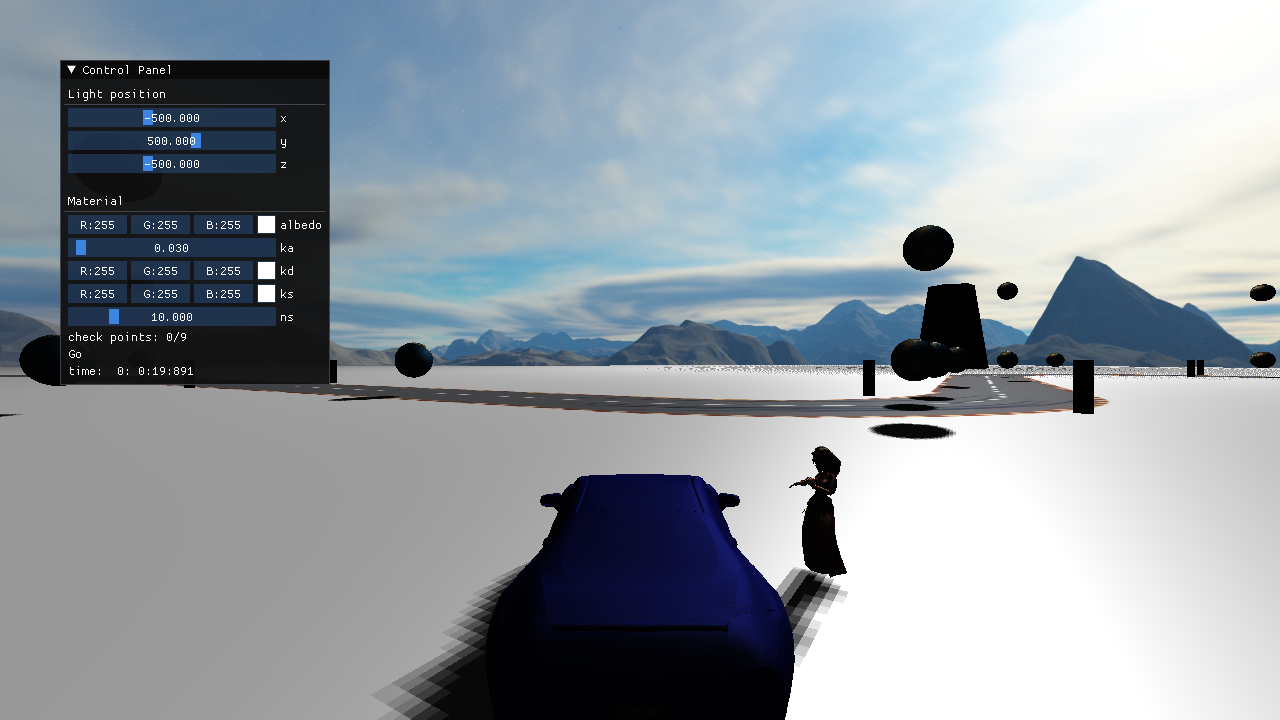 ▼ Control Panel
Light position
-500.000 x
500.000 y
-500.000 z
Material
R:255 G:255 B:255 albedo
0.030 ka
R:255 G:255 B:255 kd
R:255 G:255 B:255 ks
10.000 ns
check points: 0/9
Go
time:  0: 0:19:891